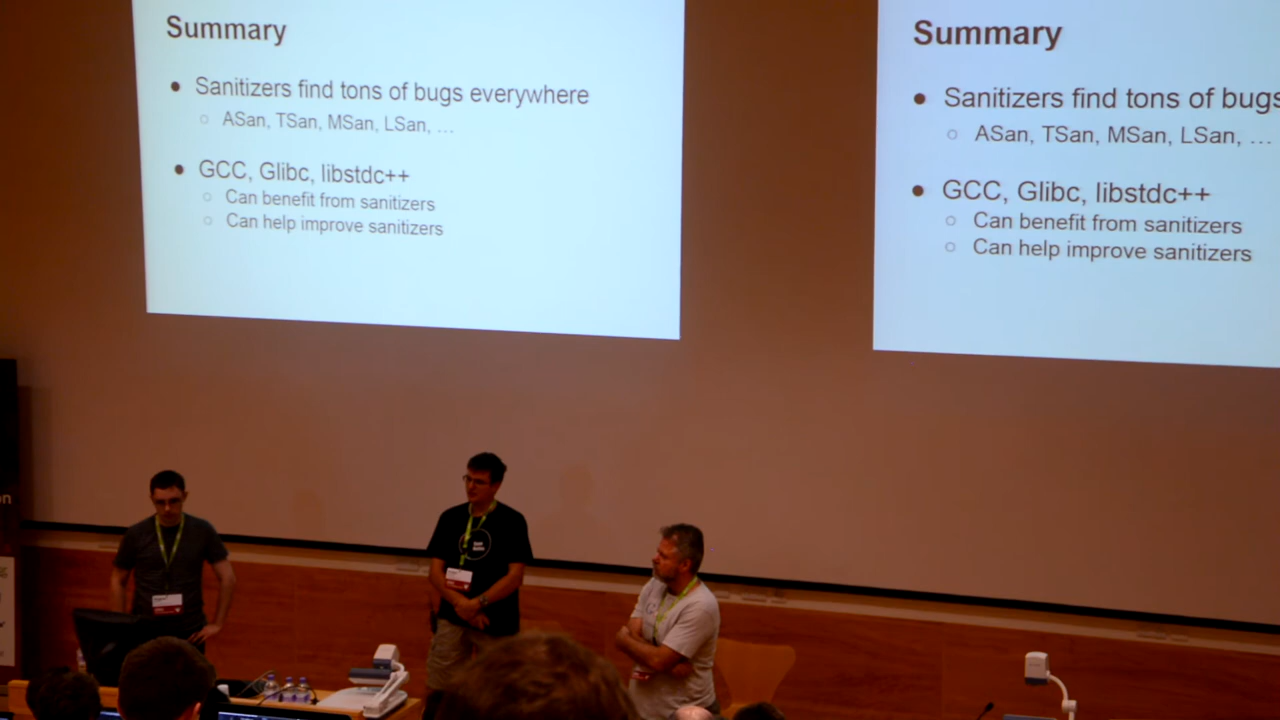 Summary
● Sanitizers find tons of bugs everywhere
○ ASan, TSan, MSan, LSan, …
● GCC, Glibc, libstdc++
○ Can benefit from sanitizers
○ Can help improve sanitizers
Summary
● Sanitizers find tons of bugs
○ ASan, TSan, MSan, LSan, …
● GCC, Glibc, libstdc++
○ Can benefit from sanitizers
○ Can help improve sanitizers